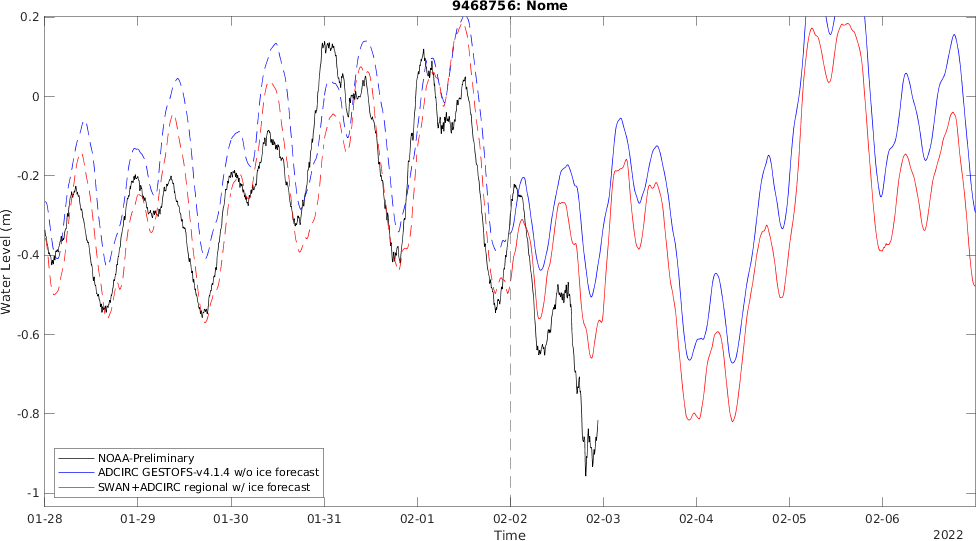 9468756: Nome
Water Level (m)
0.2
0
-0.2
-0.4
-0.6
-0.8
-1
NOAA-Preliminary
ADCIRC GESTOFS-v4.1.4 w/o ice forecast
SWAN+ADCIRC regional w/ ice forecast
01-28 01-29 01-30 01-31 02-01 02-02 02-03 02-04 02-05 02-06
Time
2022